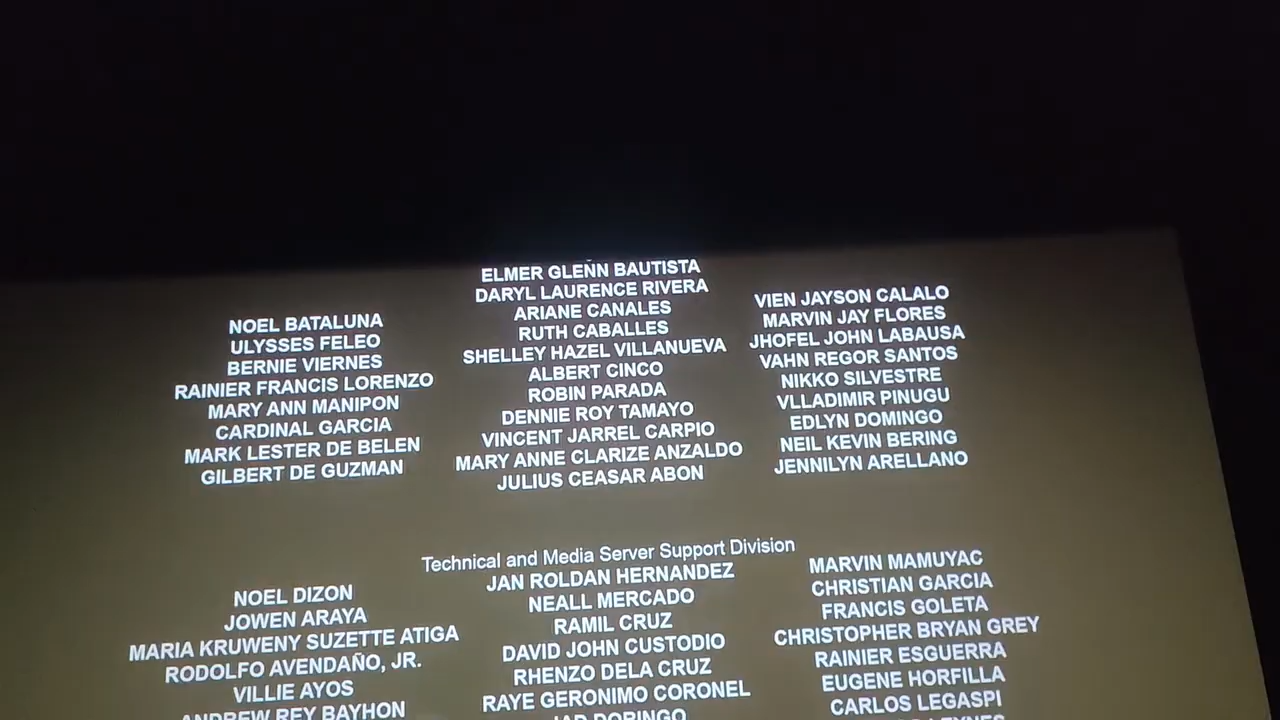 ELMER GLENN BAUTISTA
DARYL LAURENCE RIVERA
ARIANE CANALES
RUTH CABALLES
SHELLEY HAZEL VILLANUEVA
ALBERT CINCO
ROBIN PARADA
DENNIE ROY TAMAYO
VINCENT JARREL CARPIO
MARY ANNE CLARIZE ANZALDO
JULIUS CEASAR ABON
NOEL BATALUNA
ULYSSES FELEO
BERNIE VIERNES
RAINIER FRANCIS LORENZO
MARY ANN MANIPON
CARDINAL GARCIA
MARK LESTER DE BELEN
GILBERT DE GUZMAN
VIEN JAYSON CALALO
MARVIN JAY FLORES
JHOFEL JOHN LABAUSA
VAHN REGOR SANTOS
NIKKO SILVESTRE
VLLADIMIR PINUGU
EDLYN DOMINGO
NEIL KEVIN BERING
JENNILYN ARELLANO
Technical and Media Server Support Division
NOEL DIZON
JOWEN ARAYA
MARIA KRUWENY SUZETTE ATIGA
RODOLFO AVENDAÑO, JR.
VILLIE AYOS
ANDREW REY BAYHON
JAN ROLDAN HERNANDEZ
NEALL MERCADO
RAMIL CRUZ
DAVID JOHN CUSTODIO
RHENZO DELA CRUZ
RAYE GERONIMO CORONEL
MARVIN MAMUYAC
CHRISTIAN GARCIA
FRANCIS GOLETA
CHRISTOPHER BRYAN GREY
RAINIER ESGUERRA
EUGENE HORFILLA
CARLOS LEGASPI